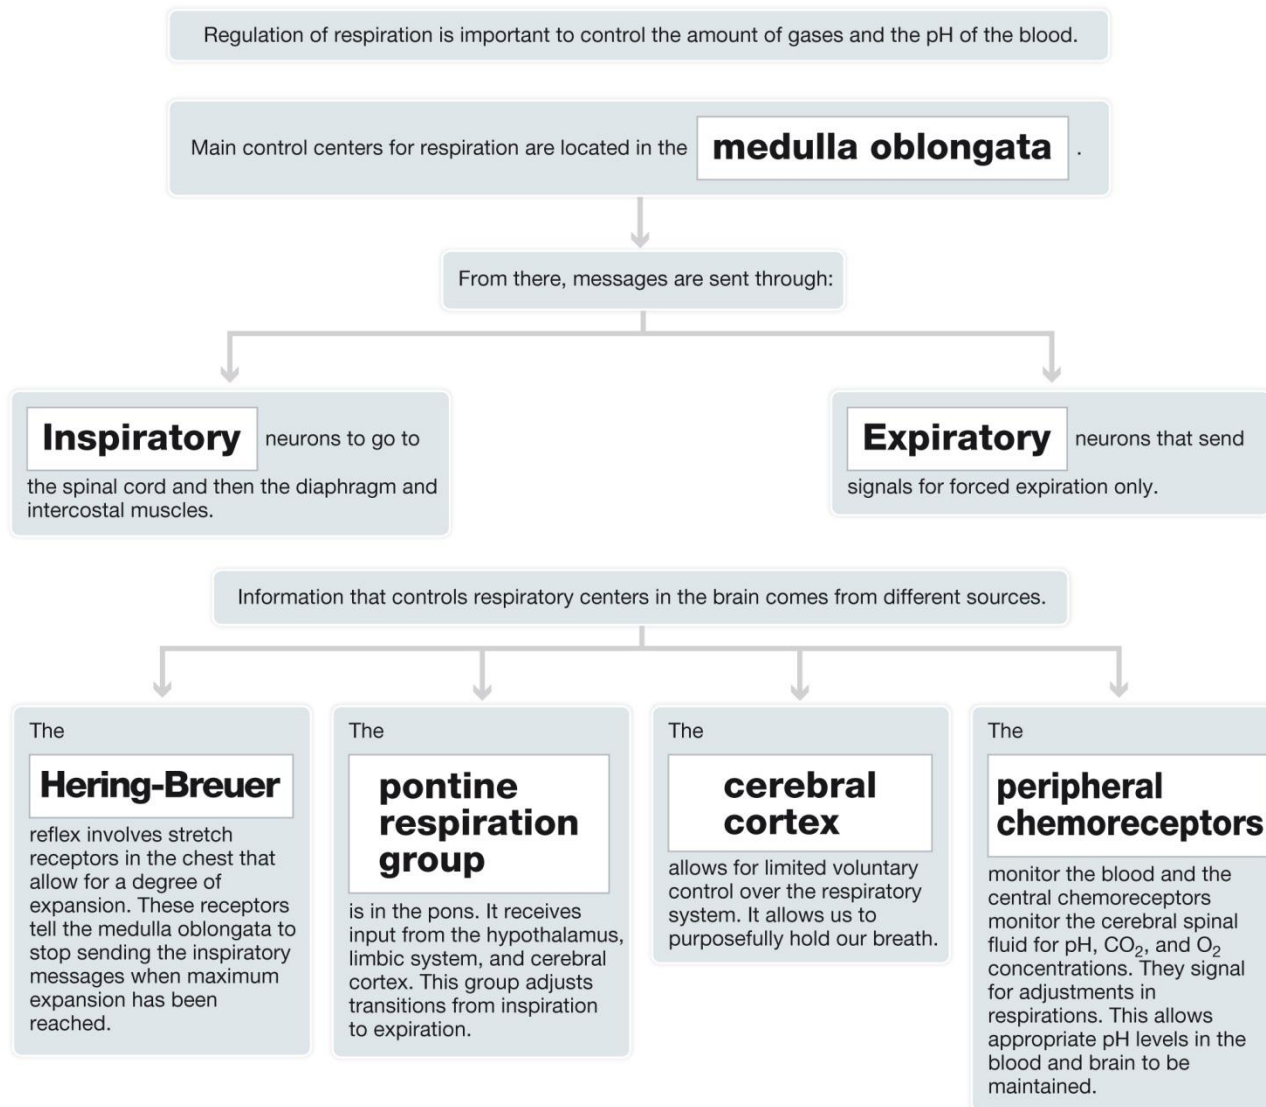 Regulation of respiration is important to control the amount of gases and the pH of the blood.
Main control centers for respiration are located in the medulla oblongata .
From there, messages are sent through:
Inspiratory neurons to go to
the spinal cord and then the diaphragm and
intercostal muscles.
Expiratory neurons that send
signals for forced expiration only.
Information that controls respiratory centers in the brain comes from different sources.
The
Hering-Breuer
reflex involves stretch
receptors in the chest that
allow for a degree of
expansion. These receptors
tell the medulla oblongata to
stop sending the inspiratory
messages when maximum
expansion has been
reached.
The
pontine
respiration
group
is in the pons. It receives
input from the hypothalamus,
limbic system, and cerebral
cortex. This group adjusts
transitions from inspiration
to expiration.
The
cerebral
cortex
allows for limited voluntary
control over the respiratory
system. It allows us to
purposefully hold our breath.
The
peripheral
chemoreceptors
monitor the blood and the
central chemoreceptors
monitor the cerebral spinal
fluid for pH, CO₂, and O₂
concentrations. They signal
for adjustments in
respirations. This allows
appropriate pH levels in the
blood and brain to be
maintained.